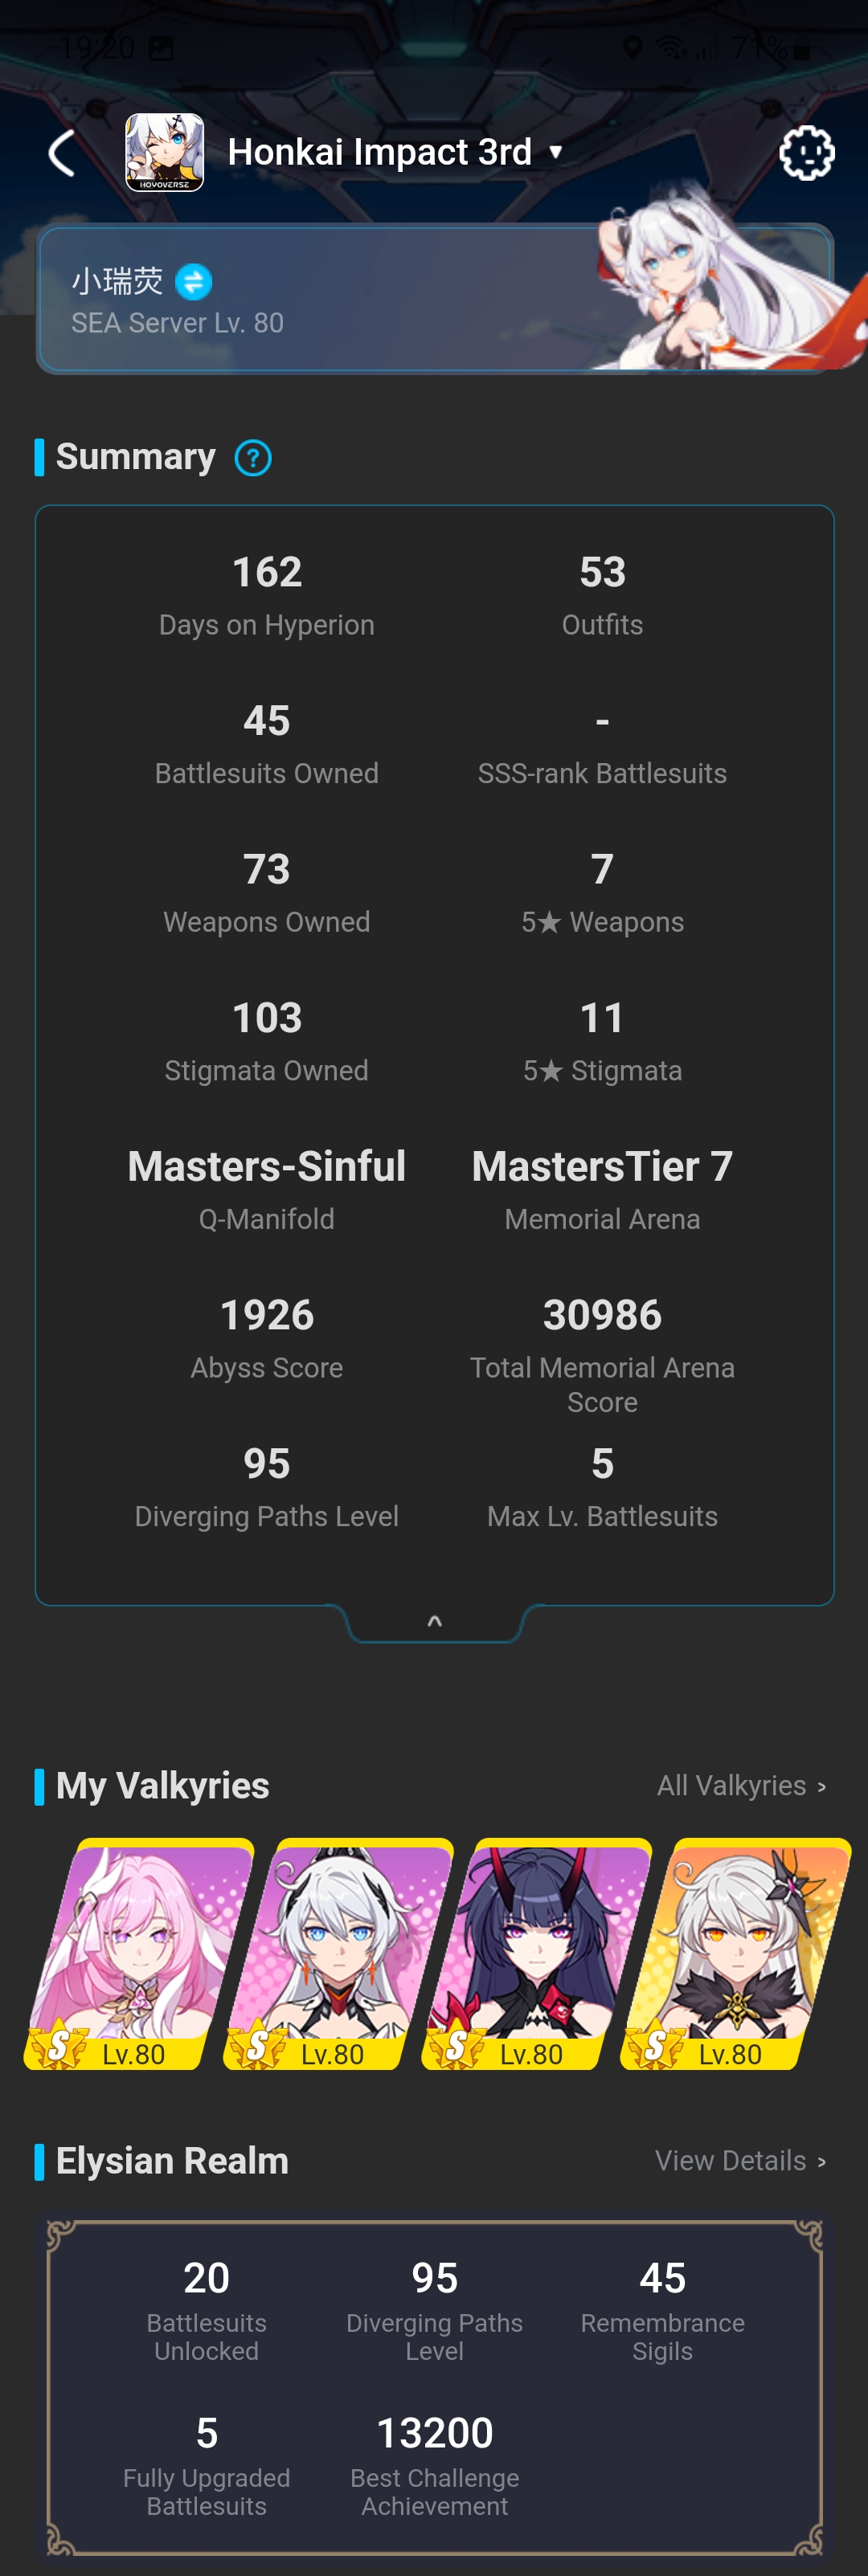 19:20
71%
HOYOVERSE
Honkai Impact 3rd
小瑞荧
SEA Server Lv. 80
Summary ?
162 53
Days on Hyperion Outfits
45 -
Battlesuits Owned SSS-rank Battlesuits
73 7
Weapons Owned 5★ Weapons
103 11
Stigmata Owned 5★ Stigmata
Masters-Sinful MastersTier 7
Q-Manifold Memorial Arena
1926 30986
Abyss Score Total Memorial Arena
Score
95 5
Diverging Paths Level Max Lv. Battlesuits
My Valkyries All Valkyries >
S Lv.80 S Lv.80 S Lv.80 S Lv.80
Elysian Realm View Details >
20 95 45
Battlesuits Diverging Paths Remembrance
Unlocked Level Sigils
5 13200
Fully Upgraded Best Challenge
Battlesuits Achievement